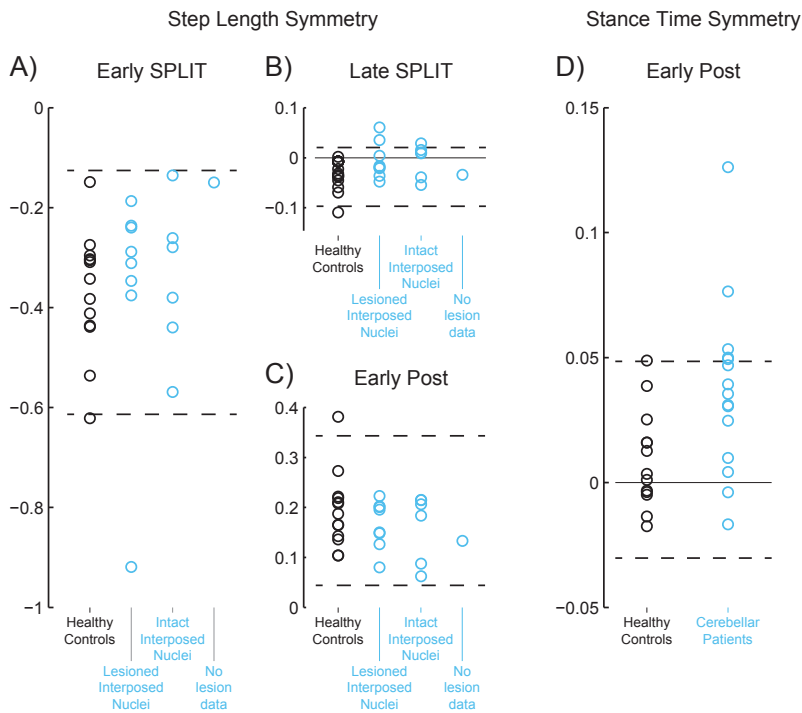 Step Length Symmetry
Stance Time Symmetry
A)
Early SPLIT
0
−0.2
−0.4
−0.6
−0.8
−1
Healthy
Controls
Lesioned
Interposed
Nuclei
Intact
Interposed
Nuclei
No
lesion
data
B)
Late SPLIT
0.1
0
−0.1
Healthy
Controls
Lesioned
Interposed
Nuclei
Intact
Interposed
Nuclei
No
lesion
data
C)
Early Post
0.4
0.3
0.2
0.1
0
Healthy
Controls
Lesioned
Interposed
Nuclei
Intact
Interposed
Nuclei
No
lesion
data
D)
Early Post
0.15
0.1
0.05
0
−0.05
Healthy
Controls
Cerebellar
Patients